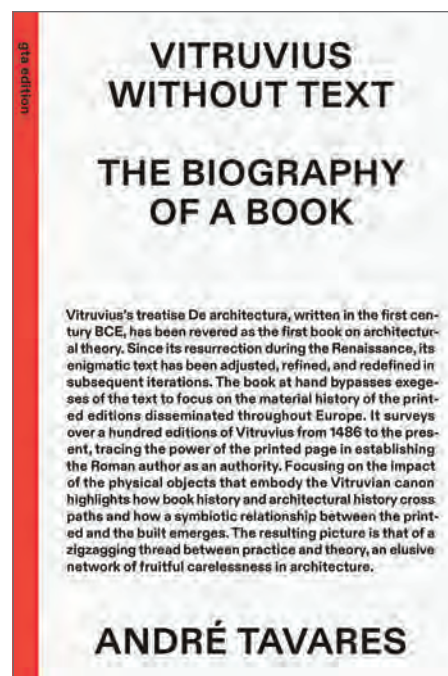 gta edition
VITRUVIUS
WITHOUT TEXT
THE BIOGRAPHY
OF A BOOK
Vitruvius's treatise De architectura, written in the first cen-
tury BCE, has been revered as the first book on architectur-
al theory. Since its resurrection during the Renaissance, its
enigmatic text has been adjusted, refined, and redefined in
subsequent iterations. The book at hand bypasses exege-
ses of the text to focus on the material history of the print-
ed editions disseminated throughout Europe. It surveys
over a hundred editions of Vitruvius from 1486 to the pres-
ent, tracing the power of the printed page in establishing
the Roman author as an authority. Focusing on the impact
of the physical objects that embody the Vitruvian canon
highlights how book history and architectural history cross
paths and how a symbiotic relationship between the print-
ed and the built emerges. The resulting picture is that of a
zigzagging thread between practice and theory, an elusive
network of fruitful carelessness in architecture.
ANDRÉ TAVARES